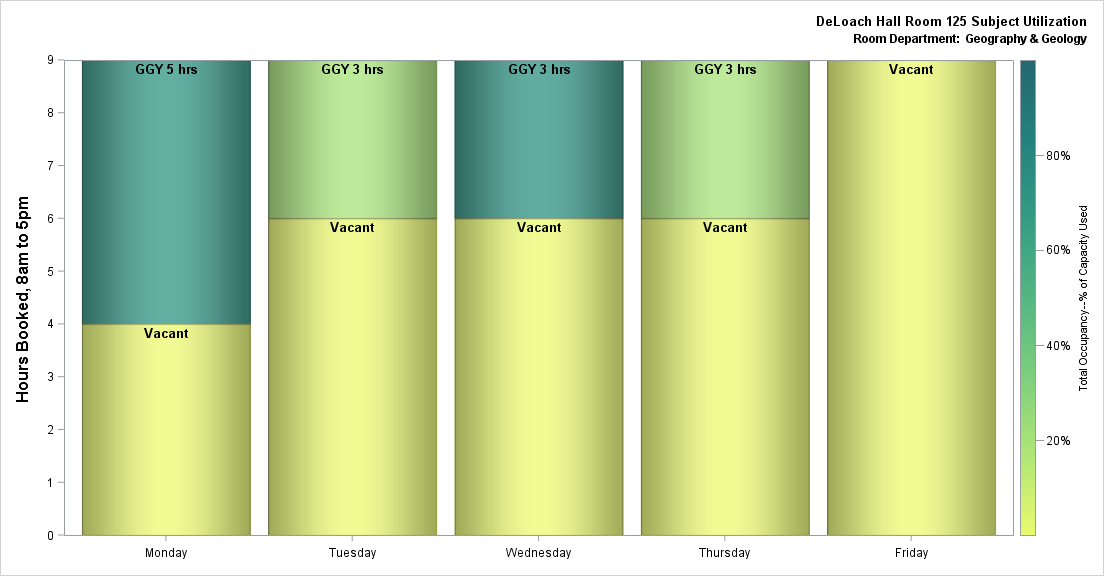 DeLoach Hall Room 125 Subject Utilization
Room Department: Geography & Geology
Hours Booked, 8am to 5pm
9
8
7
6
5
4
3
2
1
0
GGY 5 hrs
Vacant
GGY 3 hrs
Vacant
GGY 3 hrs
Vacant
GGY 3 hrs
Vacant
Vacant
Monday
Tuesday
Wednesday
Thursday
Friday
80%
60%
40%
20%
Total Occupancy--% of Capacity Used